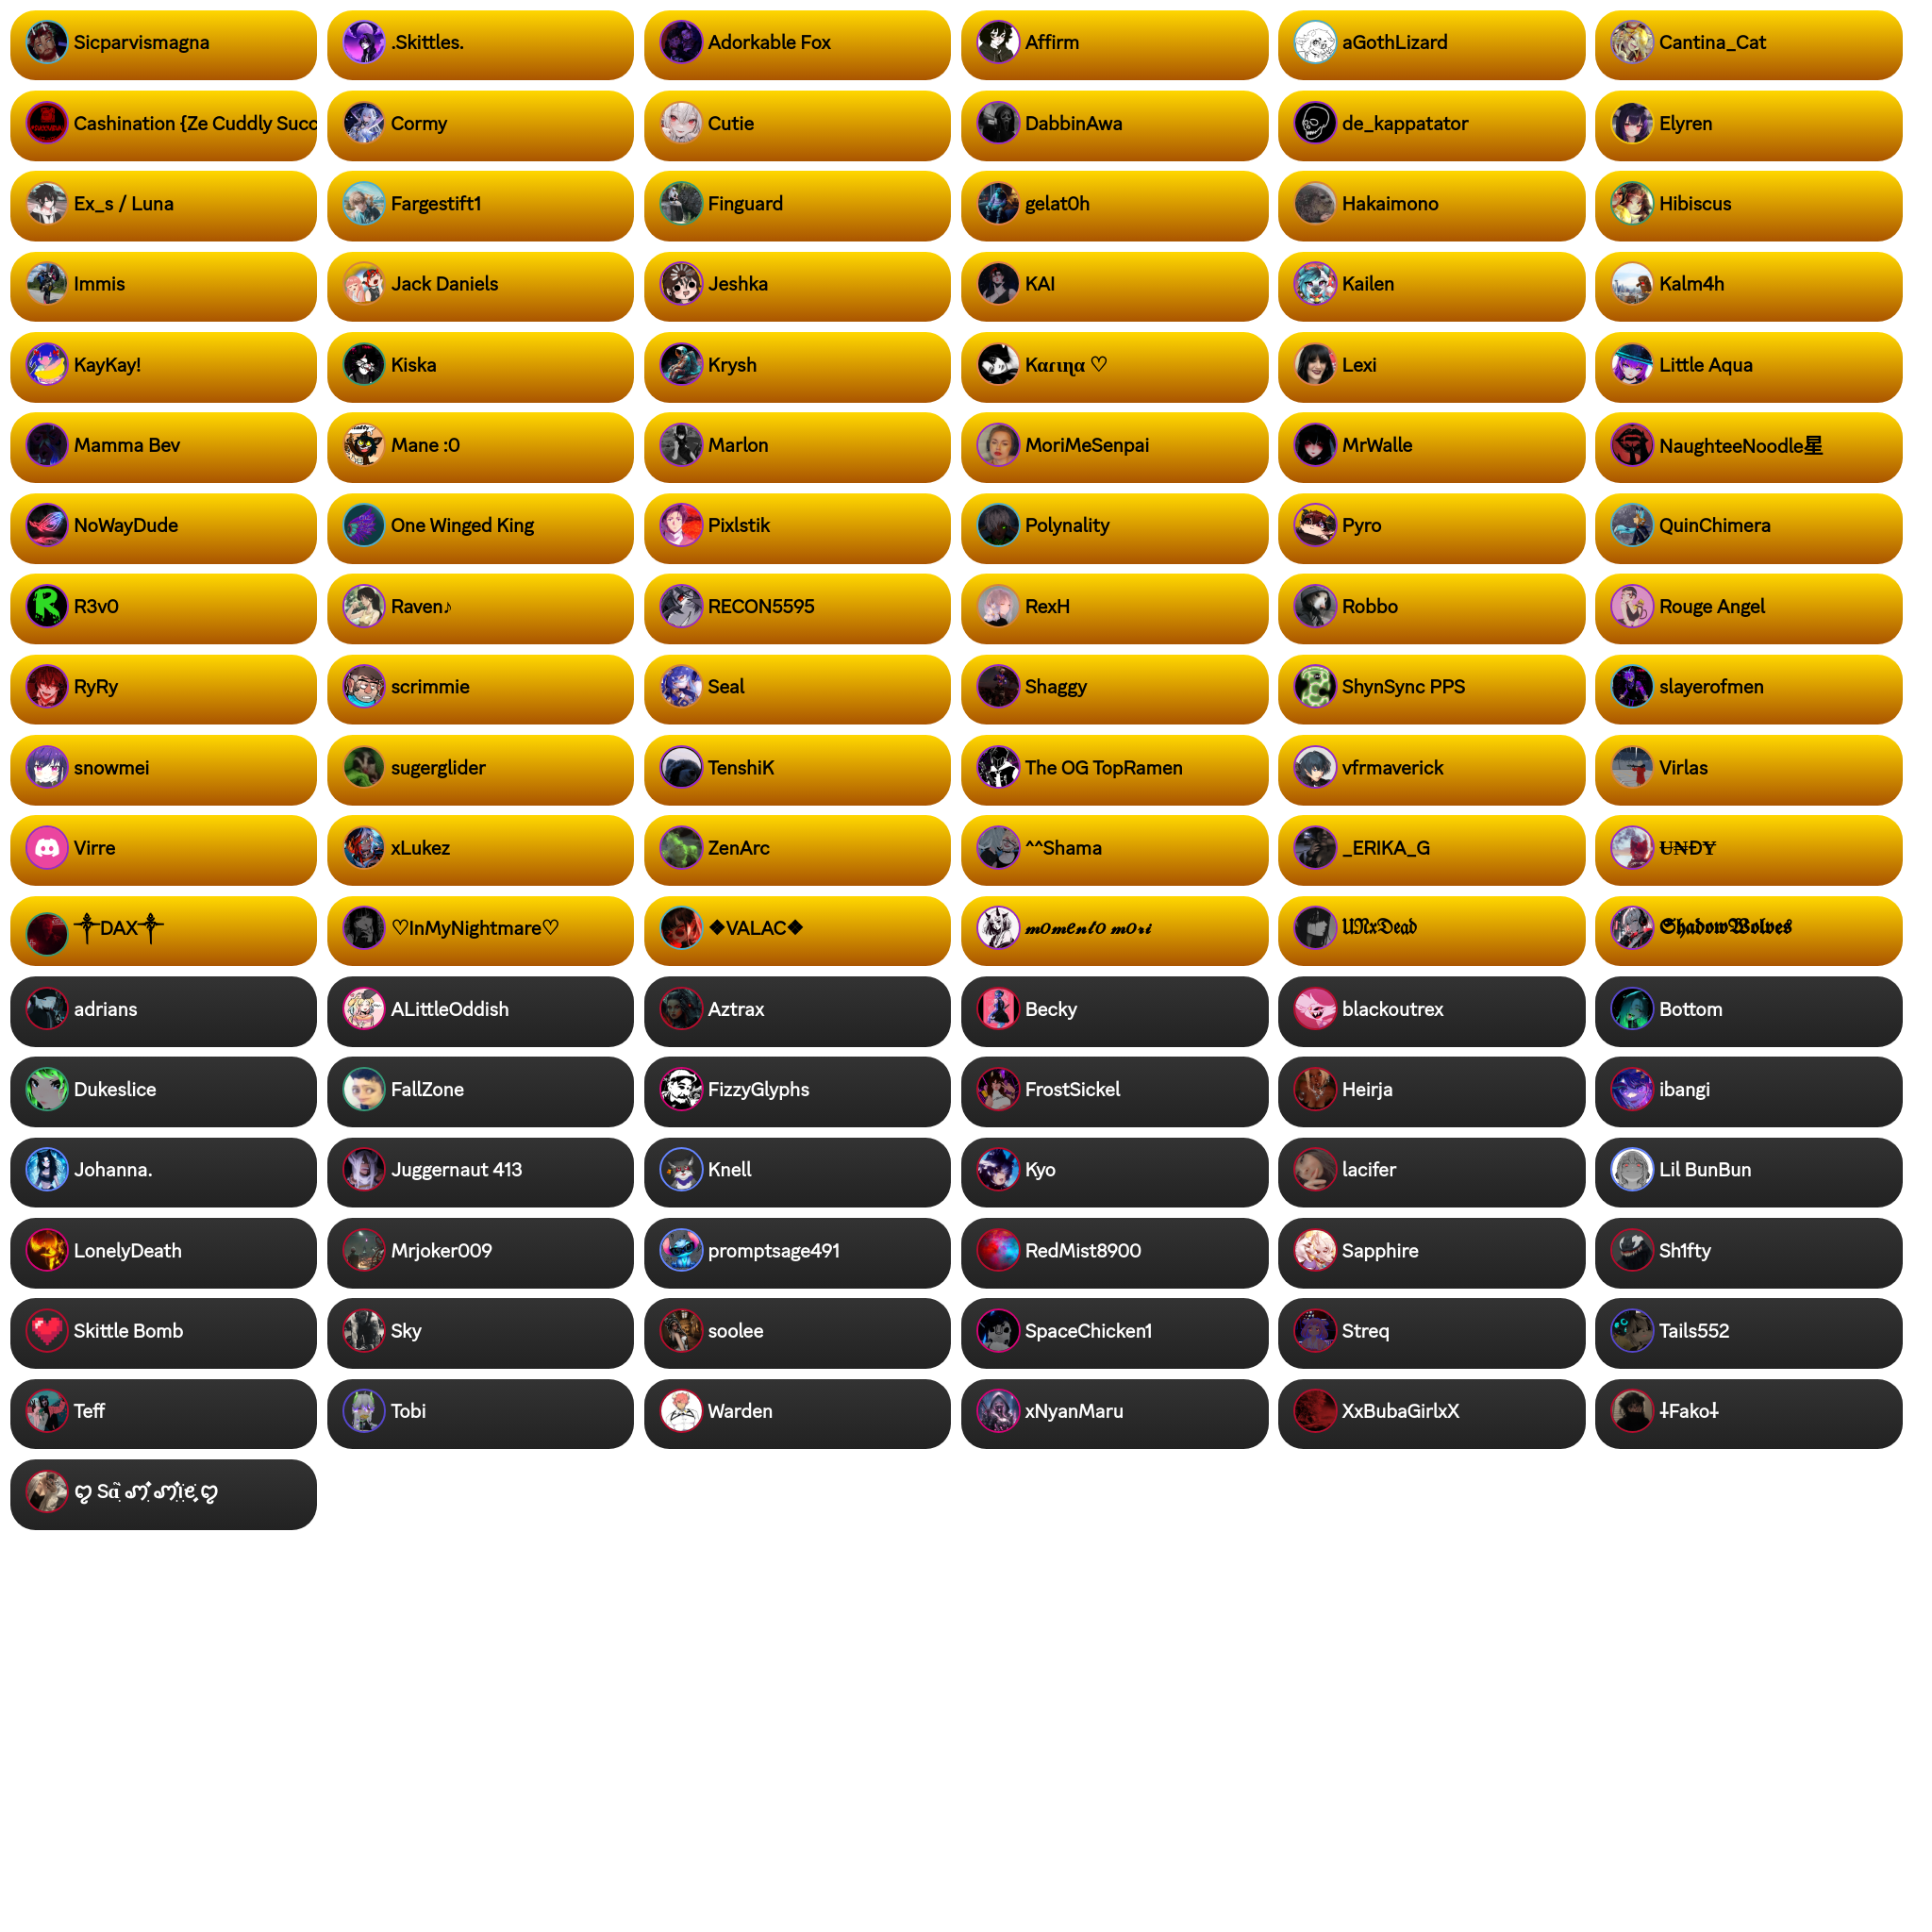 Sicparvismagna
.Skittles.
Adorkable Fox
Affirm
aGothLizard
Cantina_Cat
Cashination {Ze Cuddly Succ
Cormy
Cutie
DabbinAwa
de_kappatator
Elyren
Ex_s / Luna
Fargestift1
Finguard
gelat0h
Hakaimono
Hibiscus
Immis
Jack Daniels
Jeshka
KAI
Kailen
Kalm4h
KayKay!
Kiska
Krysh
Kαɾιɳα ♡
Lexi
Little Aqua
Mamma Bev
Mane :0
Marlon
MoriMeSenpai
MrWalle
NaughteeNoodle星
NoWayDude
One Winged King
Pixlstik
Polynality
Pyro
QuinChimera
R3v0
Raven♪
RECON5595
RexH
Robbo
Rouge Angel
RyRy
scrimmie
Seal
Shaggy
ShynSync PPS
slayerofmen
snowmei
sugerglider
TenshiK
The OG TopRamen
vfrmaverick
Virlas
Virre
xLukez
ZenArc
^^Shama
_ERIKA_G
Ʉ₦ĐɎ
༒DAX༒
♡InMyNightmare♡
❖VALAC❖
𝓶𝓸𝓶𝓮𝓷𝓽𝓸 𝓶𝓸𝓻𝓲
𝔘𝔑𝔵𝔇𝔢𝔞𝔡
𝕾𝖍𝖆𝖉𝖔𝖜𝖂𝖔𝖑𝖛𝖊𝖘
adrians
ALittleOddish
Aztrax
Becky
blackoutrex
Bottom
Dukeslice
FallZone
FizzyGlyphs
FrostSickel
Heirja
ibangi
Johanna.
Juggernaut 413
Knell
Kyo
lacifer
Lil BunBun
LonelyDeath
Mrjoker009
promptsage491
RedMist8900
Sapphire
Sh1fty
Skittle Bomb
Sky
soolee
SpaceChicken1
Streq
Tails552
Teff
Tobi
Warden
xNyanMaru
XxBubaGirlxX
⸸Fako⸸